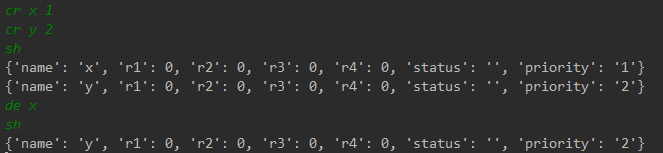 cr x 1
cr y 2
sh
{'name': 'x', 'r1': 0, 'r2': 0, 'r3': 0, 'r4': 0, 'status': '', 'priority': '1'}
{'name': 'y', 'r1': 0, 'r2': 0, 'r3': 0, 'r4': 0, 'status': '', 'priority': '2'}
de x
sh
{'name': 'y', 'r1': 0, 'r2': 0, 'r3': 0, 'r4': 0, 'status': '', 'priority': '2'}